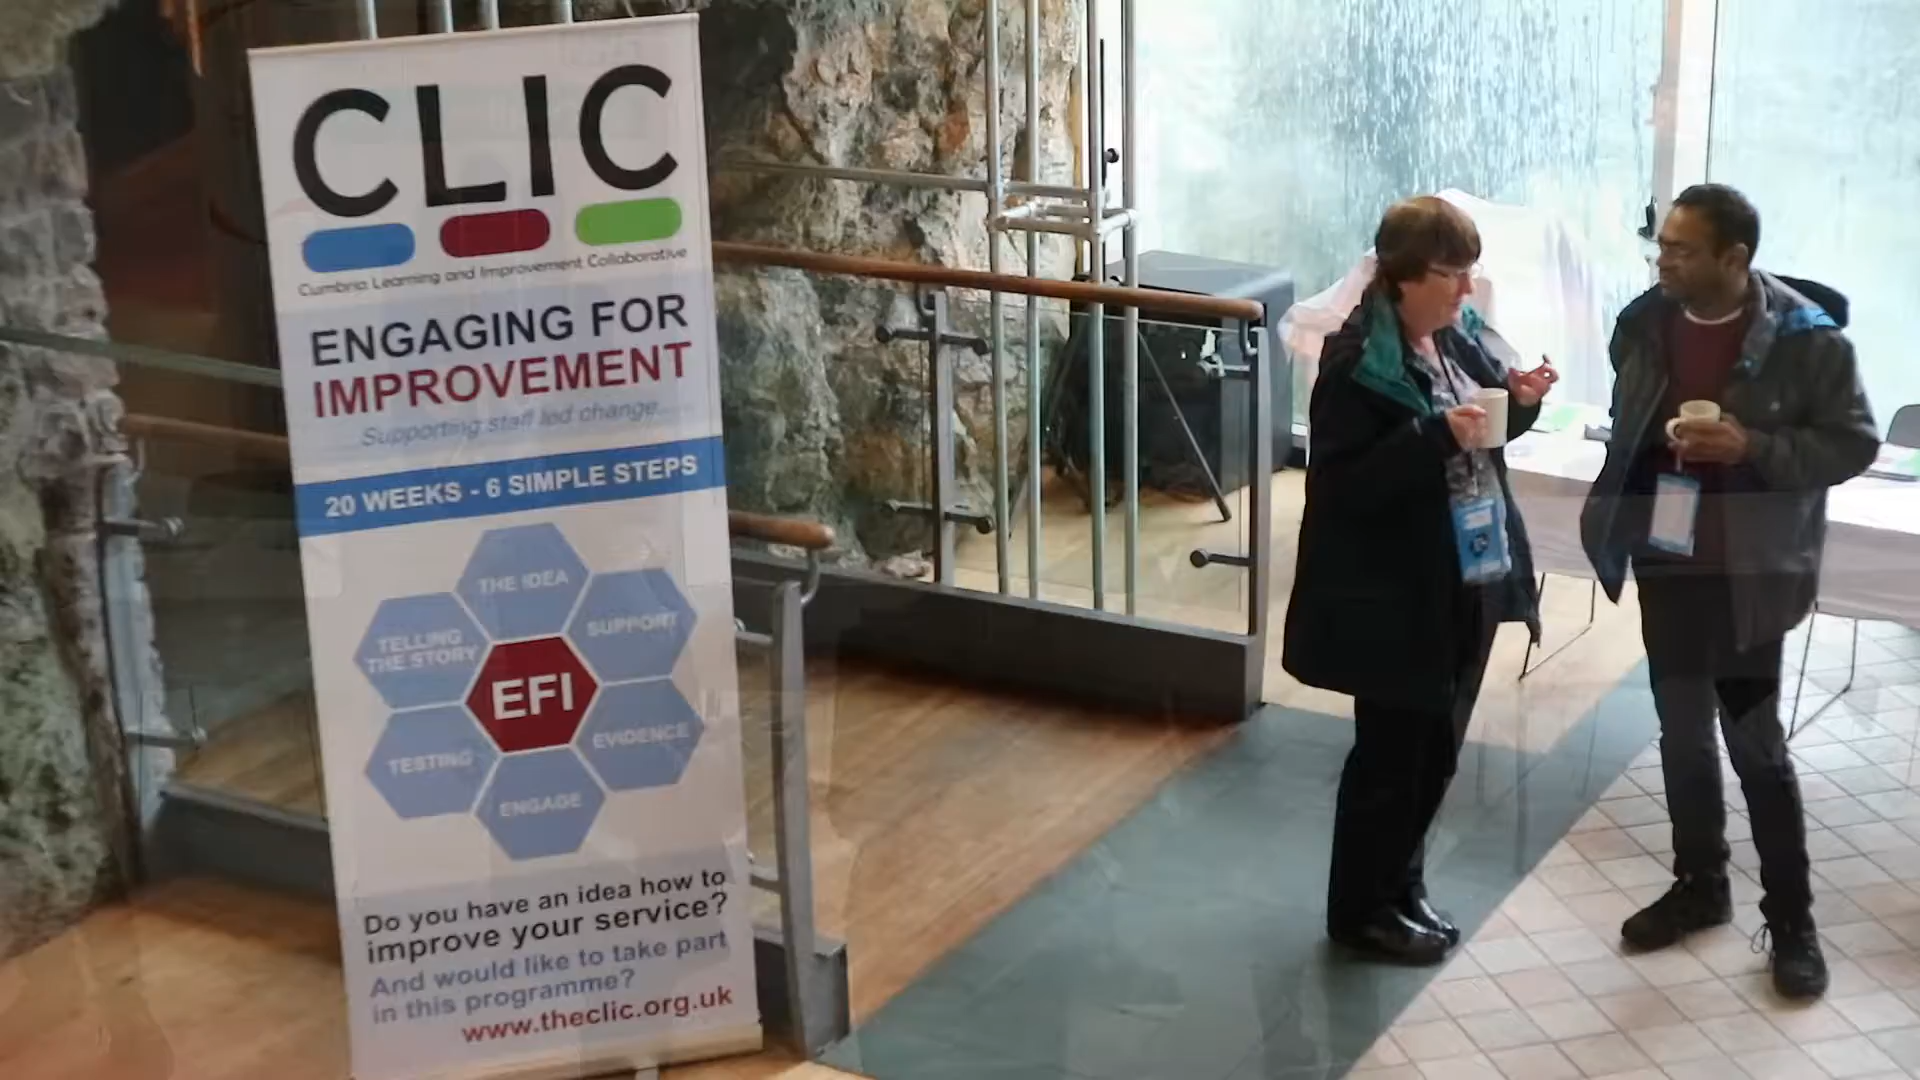 CLIC
Cumbria Learning and Improvement Collaborative
ENGAGING FOR
IMPROVEMENT
Supporting staff led change....
20 WEEKS - 6 SIMPLE STEPS
THE IDEA
SUPPORT
TELLING
THE STORY
EFI
EVIDENCE
TESTING
ENGAGE
Do you have an idea how to
improve your service?
And would like to take part
in this programme?
www.theclic.org.uk